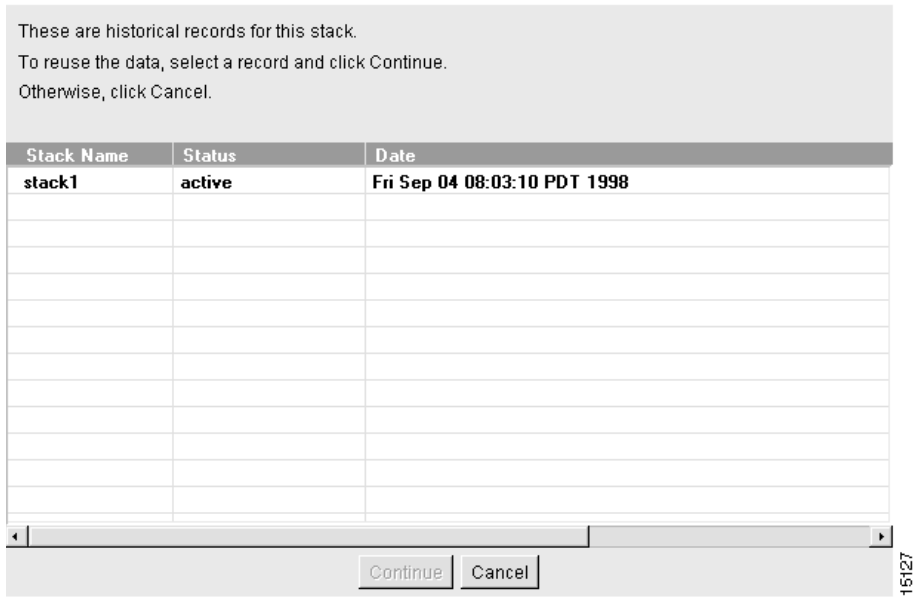 These are historical records for this stack.
To reuse the data, select a record and click Continue.
Otherwise, click Cancel.
Stack Name Status Date
stack1 active Fri Sep 04 08:03:10 PDT 1998
Continue Cancel
15127